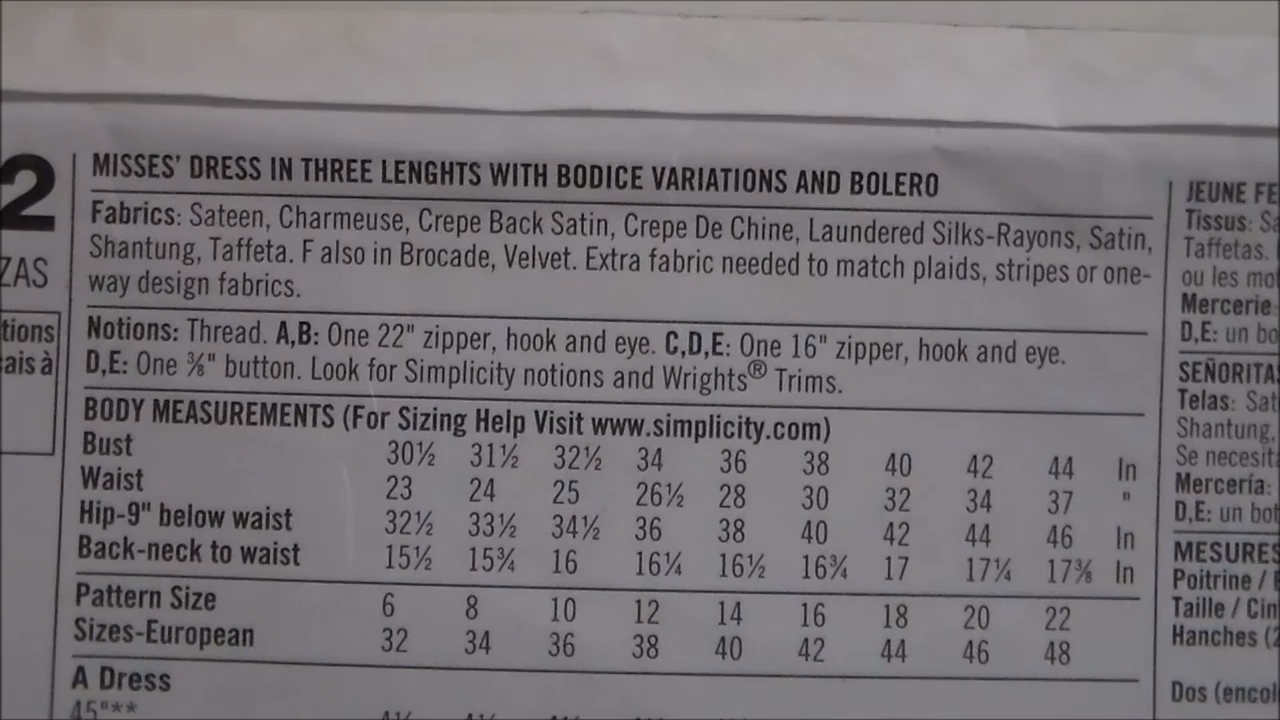 2
ZAS
tions
ais à
MISSES' DRESS IN THREE LENGHTS WITH BODICE VARIATIONS AND BOLERO
Fabrics: Sateen, Charmeuse, Crepe Back Satin, Crepe De Chine, Laundered Silks-Rayons, Satin,
Shantung, Taffeta. F also in Brocade, Velvet. Extra fabric needed to match plaids, stripes or one-
way design fabrics.
Notions: Thread. A,B: One 22" zipper, hook and eye. C,D,E: One 16" zipper, hook and eye.
D,E: One ⅜" button. Look for Simplicity notions and Wrights® Trims.
BODY MEASUREMENTS (For Sizing Help Visit www.simplicity.com)
Bust 30½ 31½ 32½ 34 36 38 40 42 44 In
Waist 23 24 25 26½ 28 30 32 34 37 "
Hip-9" below waist 32½ 33½ 34½ 36 38 40 42 44 46 In
Back-neck to waist 15½ 15¾ 16 16¼ 16½ 16¾ 17 17¼ 17⅜ In
Pattern Size 6 8 10 12 14 16 18 20 22
Sizes-European 32 34 36 38 40 42 44 46 48
A Dress
45"**
JEUNE FE
Tissus: Sa
Taffetas.
ou les mo
Mercerie
D,E: un bo
SEÑORITAS
Telas: Sat
Shantung,
Se necesita
Mercería:
D,E: un bot
MESURES
Poitrine /
Taille / Cin
Hanches (2
Dos (encol